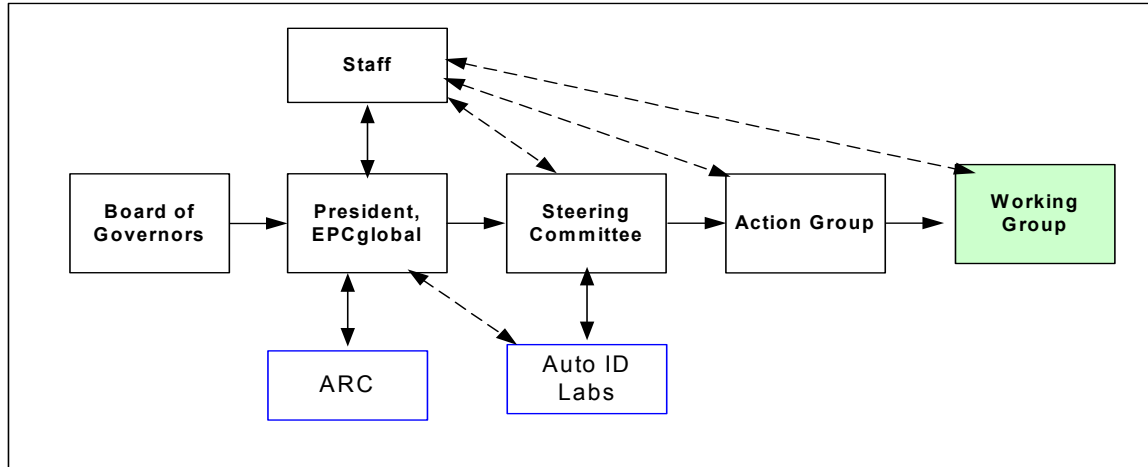 Staff
Board of
Governors
President,
EPCglobal
Steering
Committee
Action Group
Working
Group
ARC
Auto ID
Labs